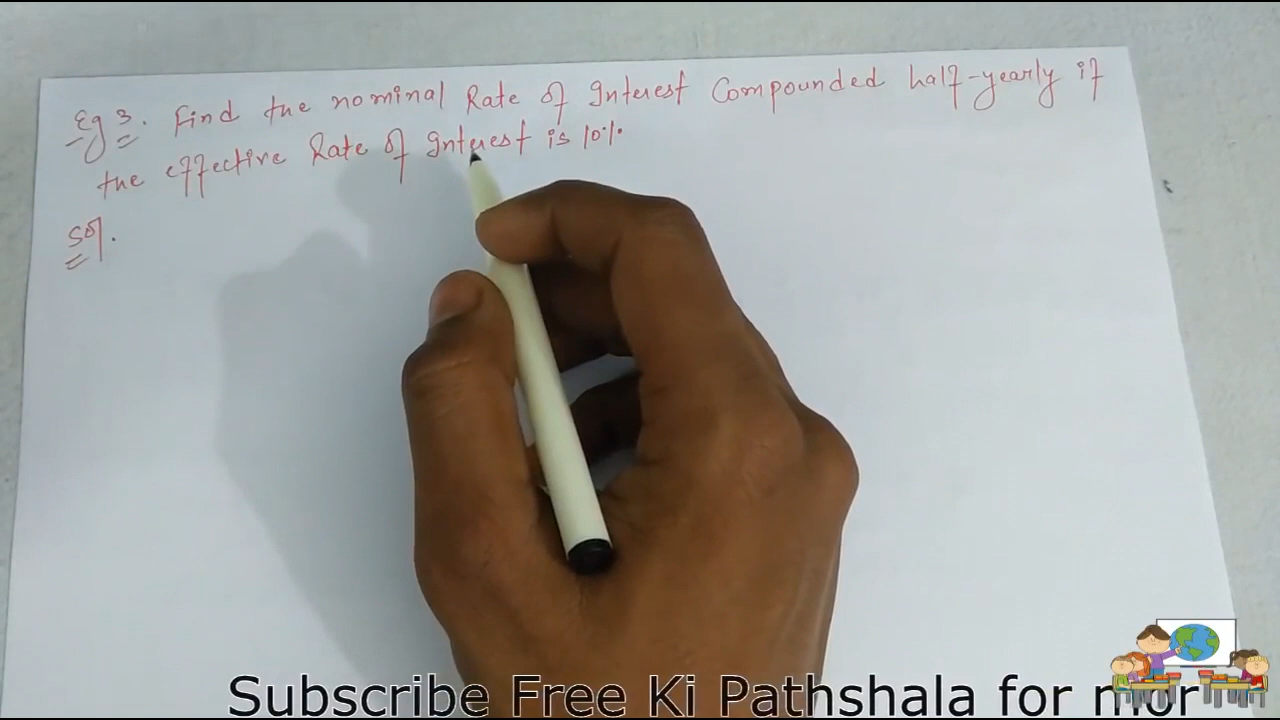 Eg 3. Find the nominal Rate of Interest Compounded half-yearly if
the effective Rate of Interest is 10%
Sol.
Subscribe Free Ki Pathshala for mor